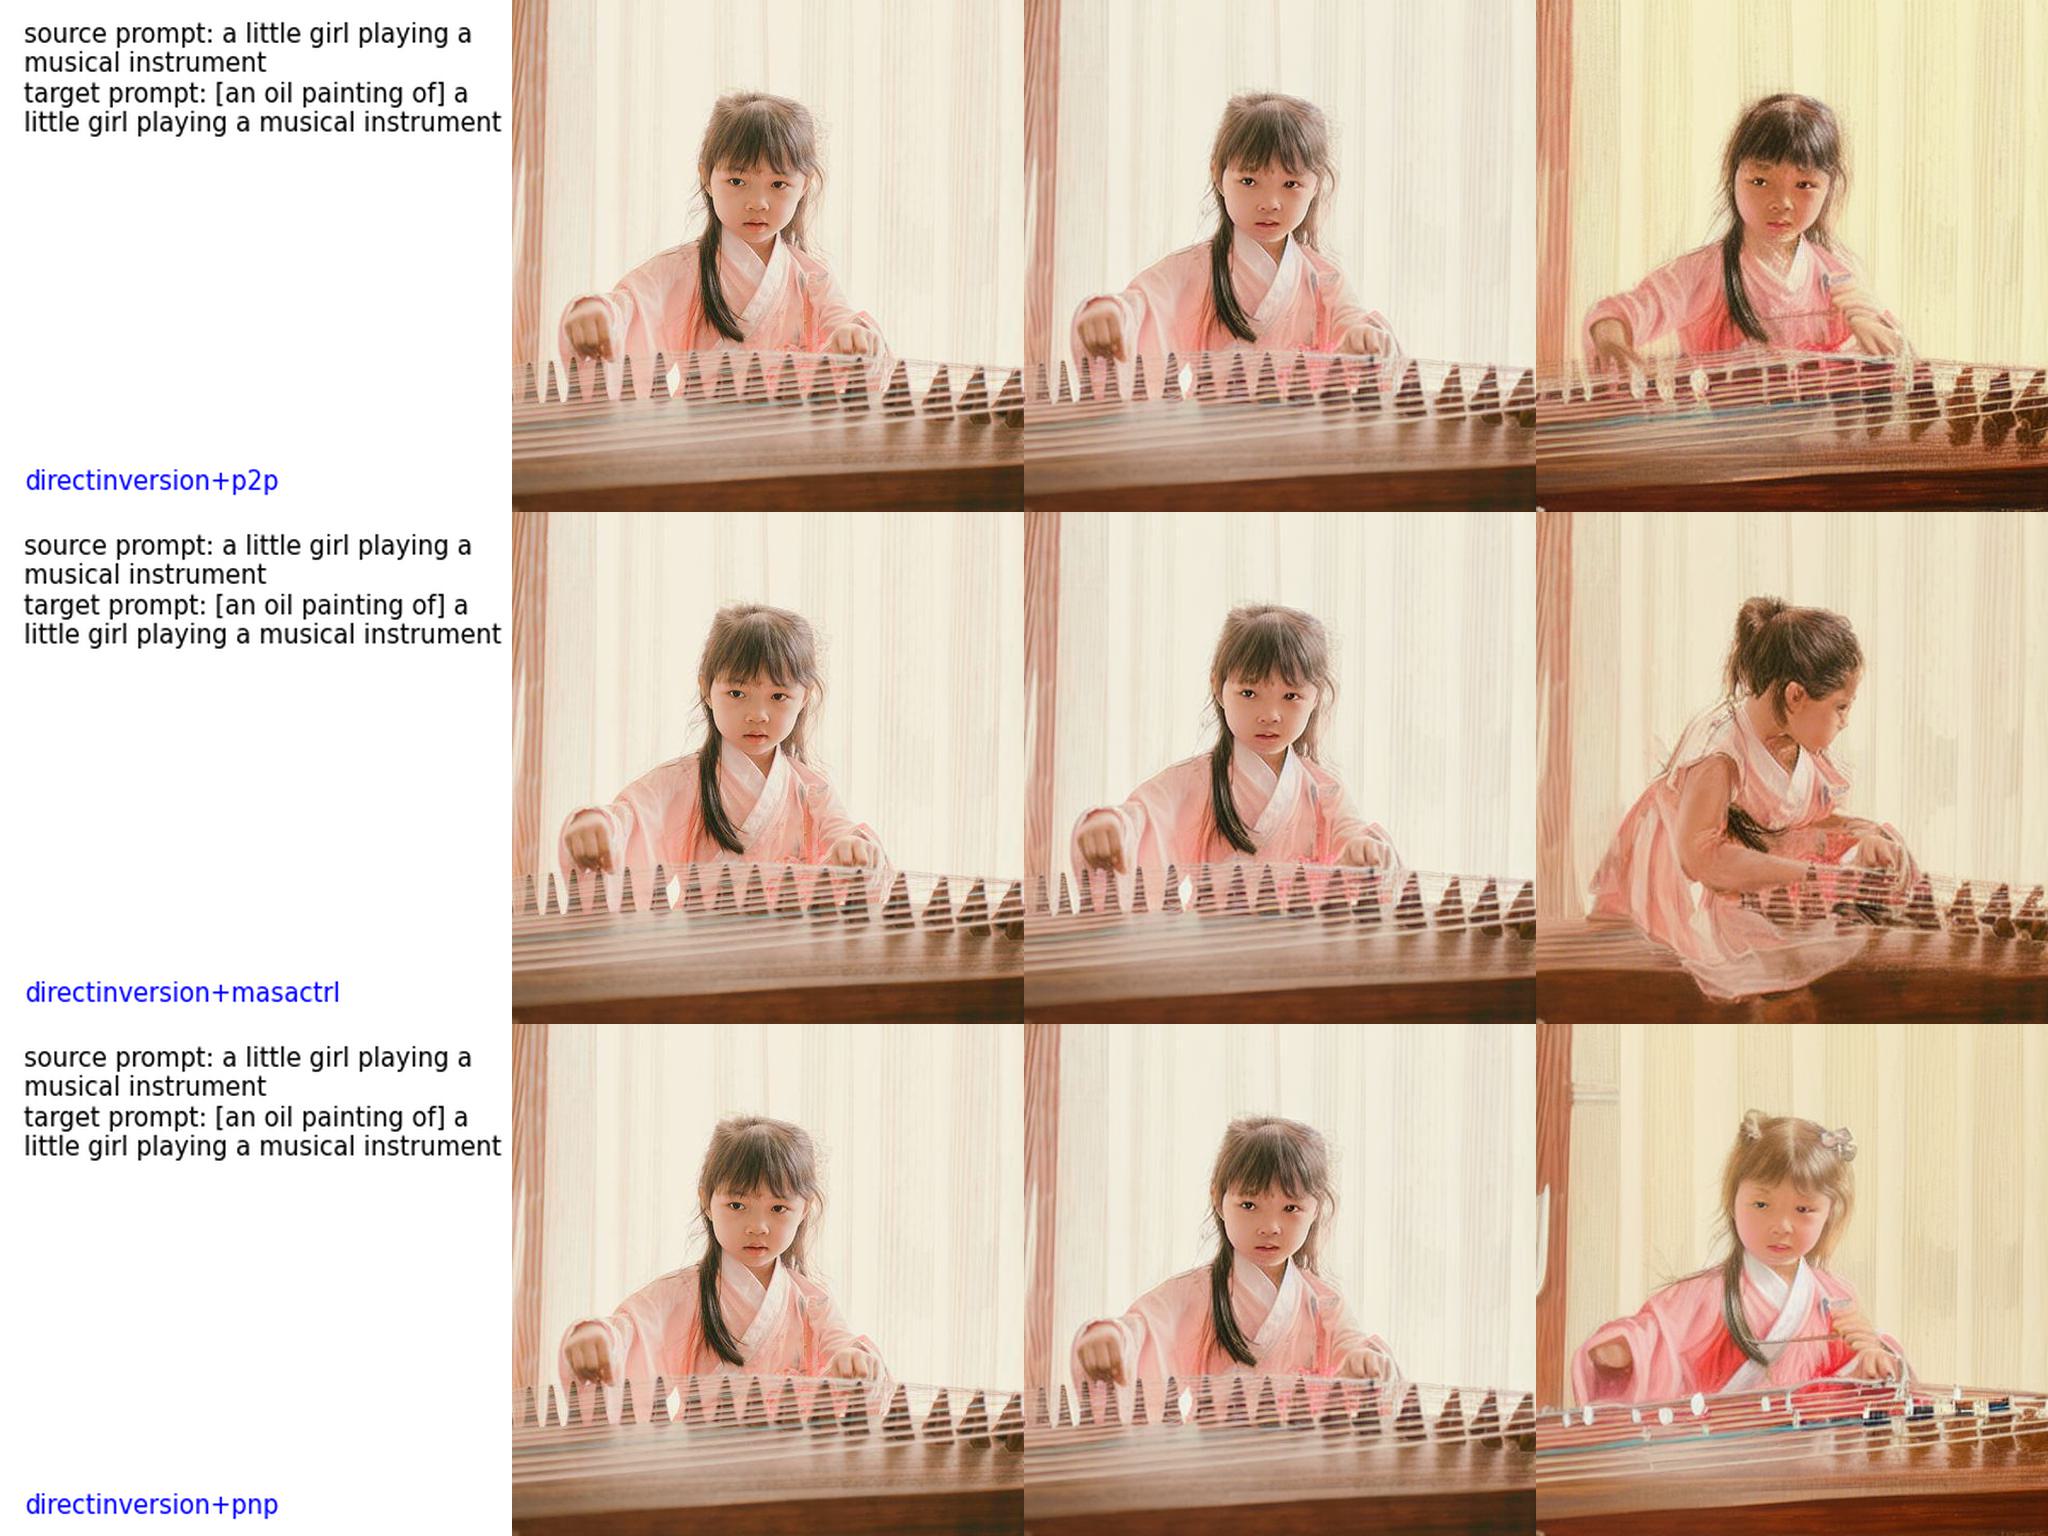 source prompt: a little girl playing a
musical instrument
target prompt: [an oil painting of] a
little girl playing a musical instrument
directinversion+p2p
source prompt: a little girl playing a
musical instrument
target prompt: [an oil painting of] a
little girl playing a musical instrument
directinversion+masactrl
source prompt: a little girl playing a
musical instrument
target prompt: [an oil painting of] a
little girl playing a musical instrument
directinversion+pnp